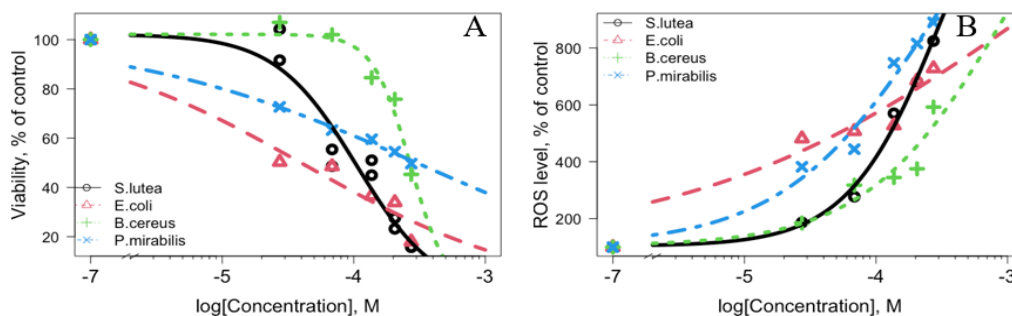 A
Viability, % of control
100
80
60
40
20
S.lutea
E.coli
B.cereus
P.mirabilis
-7
-5
-4
-3
log[Concentration], M
B
ROS level, % of control
800
600
400
200
S.lutea
E.coli
B.cereus
P.mirabilis
-7
-5
-4
-3
log[Concentration], M